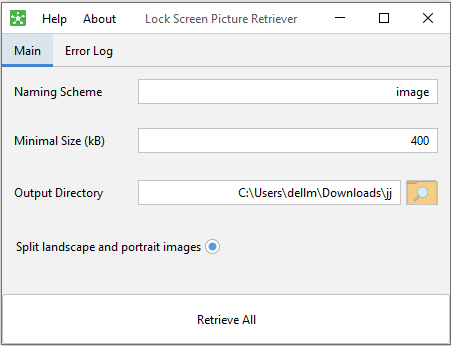 Help About Lock Screen Picture Retriever
Main Error Log
Naming Scheme image
Minimal Size (kB) 400
Output Directory C:\Users\dellm\Downloads\jj
Split landscape and portrait images
Retrieve All